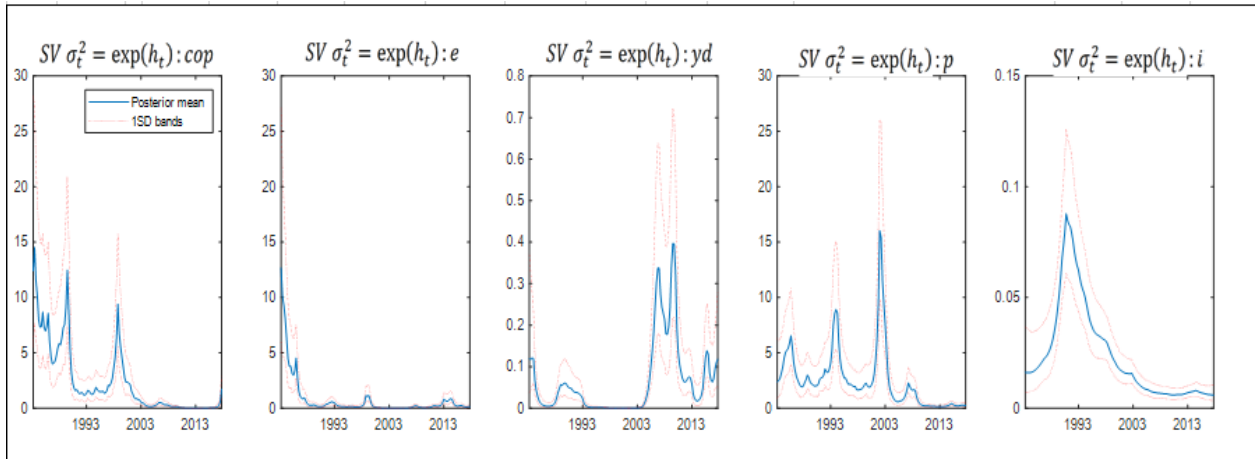 SV σ_t^2 = exp(h_t): cop
30
25
20
15
10
5
0
1993 2003 2013
Posterior mean
1SD bands
SV σ_t^2 = exp(h_t): e
30
25
20
15
10
5
0
1993 2003 2013
SV σ_t^2 = exp(h_t): yd
0.8
0.7
0.6
0.5
0.4
0.3
0.2
0.1
0
1993 2003 2013
SV σ_t^2 = exp(h_t): p
30
25
20
15
10
5
0
1993 2003 2013
SV σ_t^2 = exp(h_t): i
0.15
0.1
0.05
0
1993 2003 2013